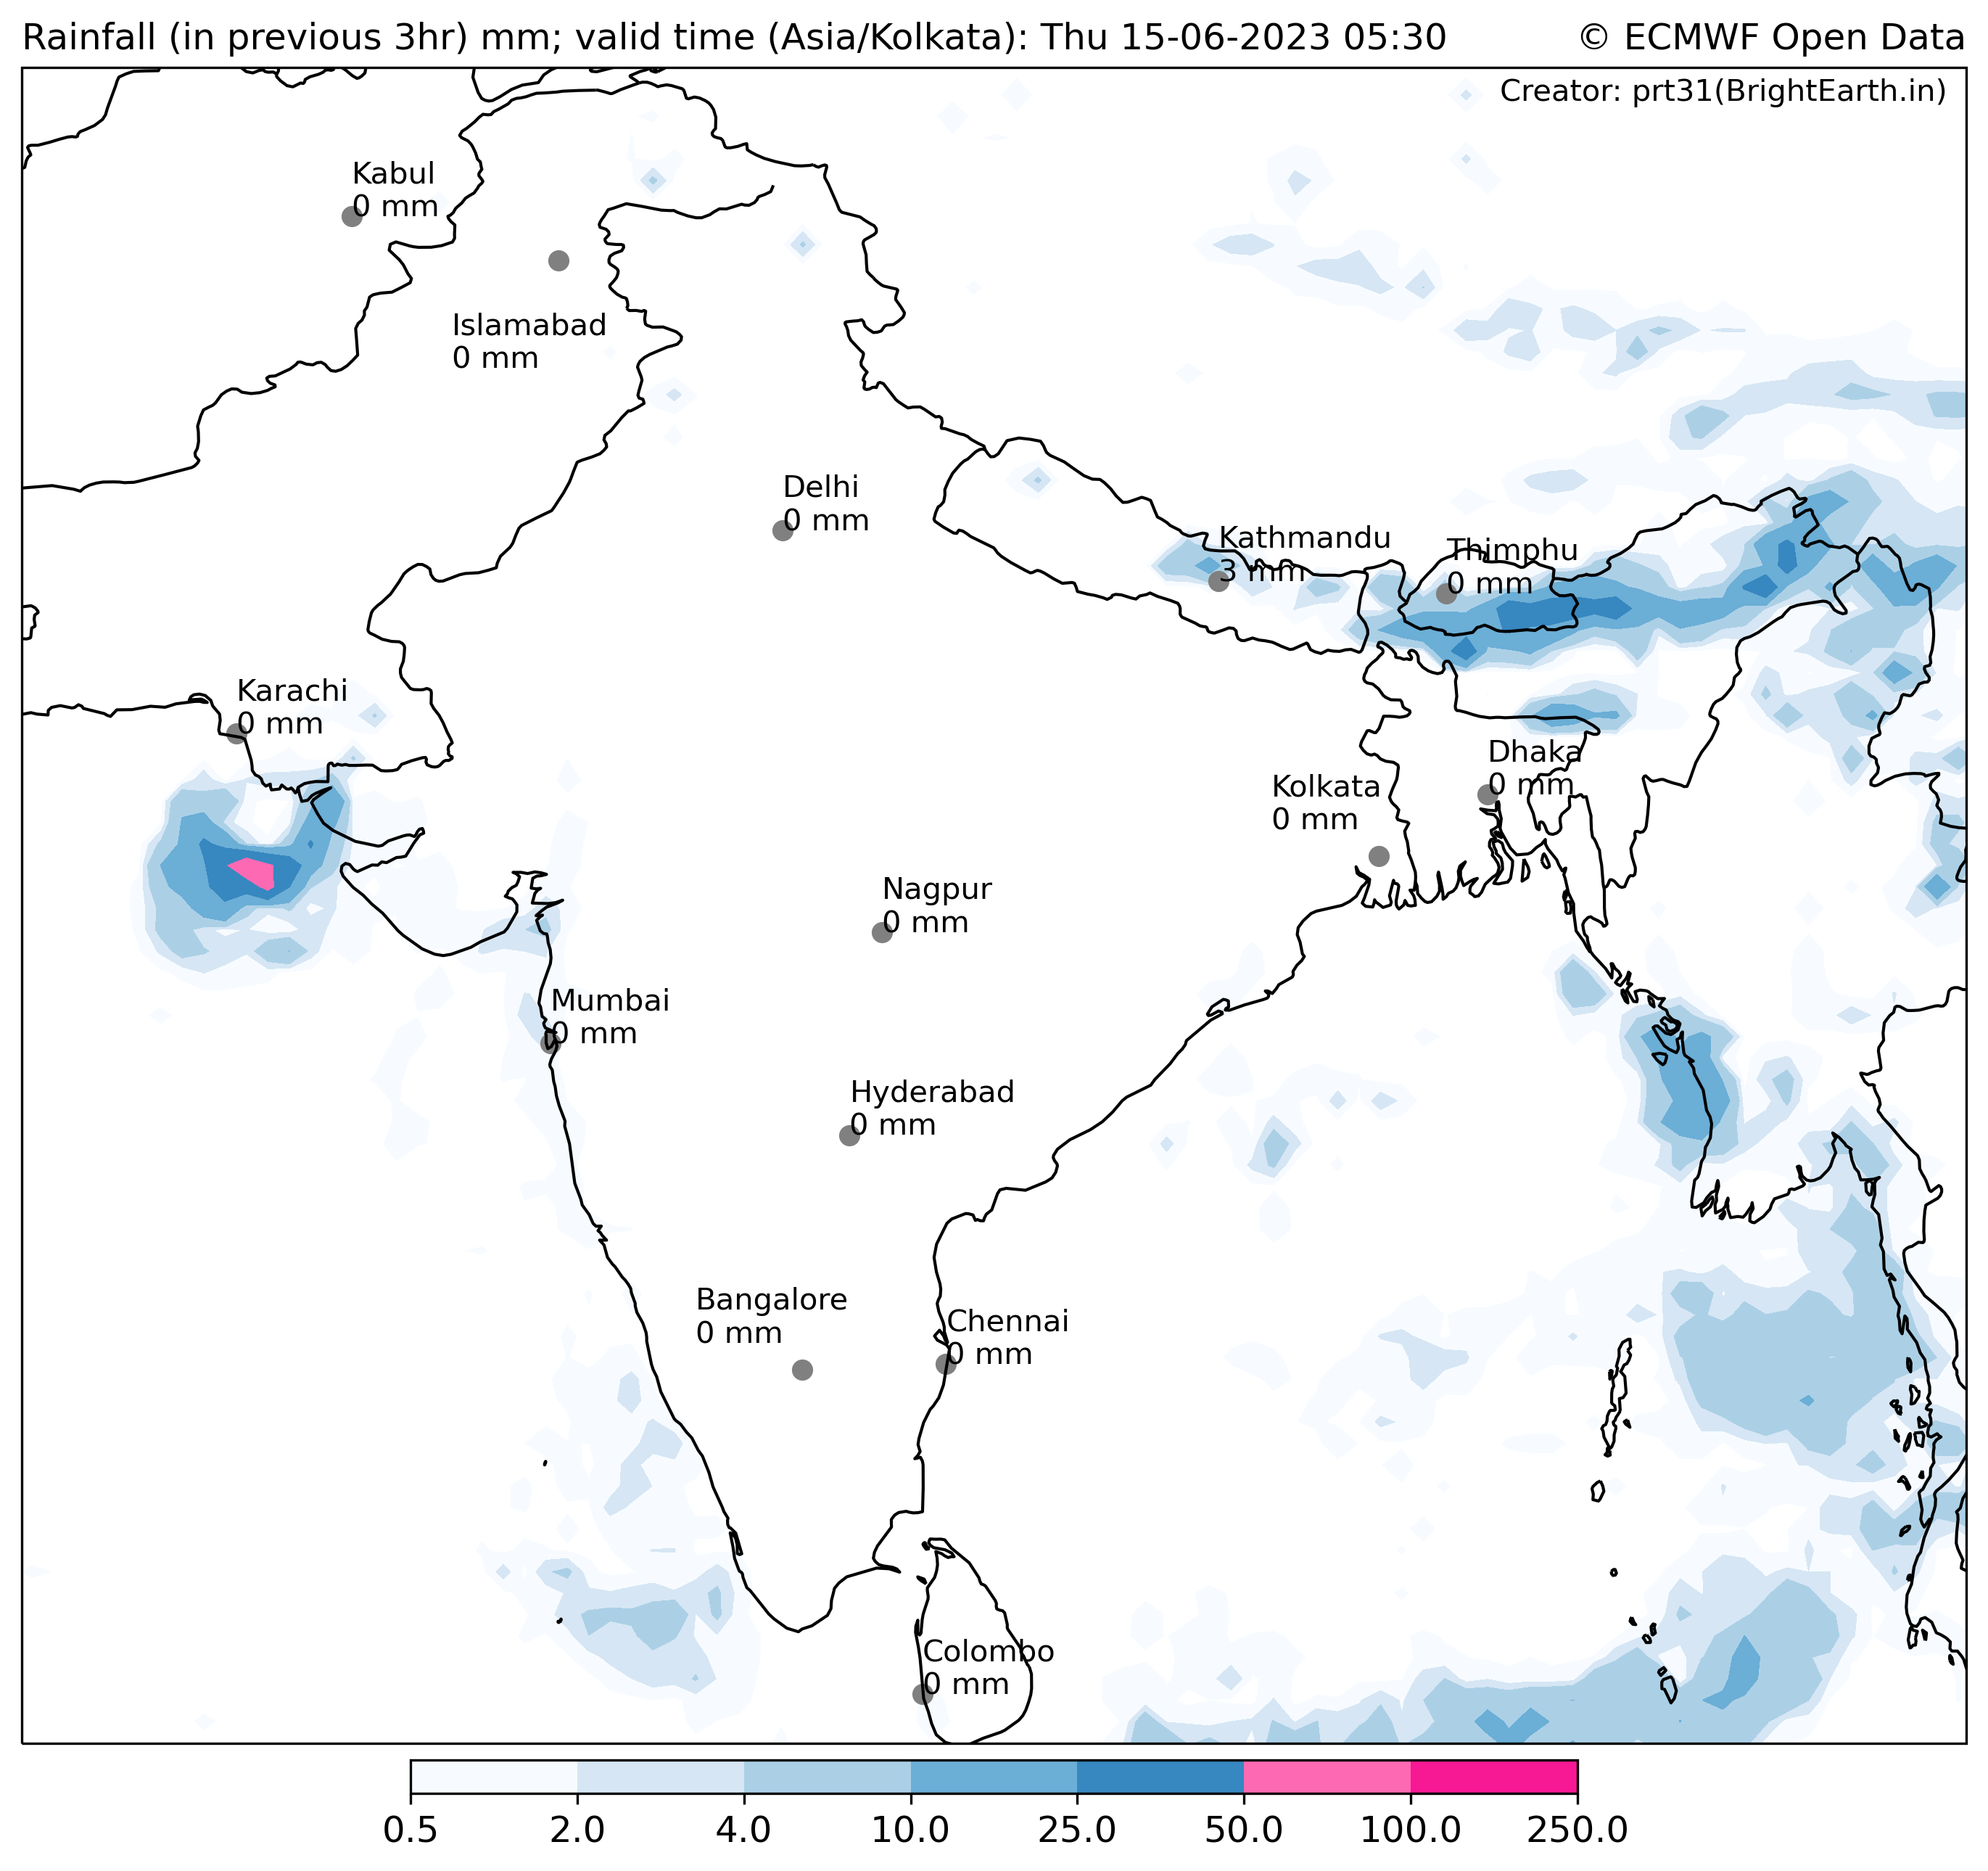 Rainfall (in previous 3hr) mm; valid time (Asia/Kolkata): Thu 15-06-2023 05:30 © ECMWF Open Data
Creator: prt31(BrightEarth.in)
Kabul
0 mm
Islamabad
0 mm
Delhi
0 mm
Kathmandu
3 mm
Thimphu
0 mm
Karachi
0 mm
Dhaka
0 mm
Kolkata
0 mm
Nagpur
0 mm
Mumbai
0 mm
Hyderabad
0 mm
Bangalore
0 mm
Chennai
0 mm
Colombo
0 mm
0.5 2.0 4.0 10.0 25.0 50.0 100.0 250.0